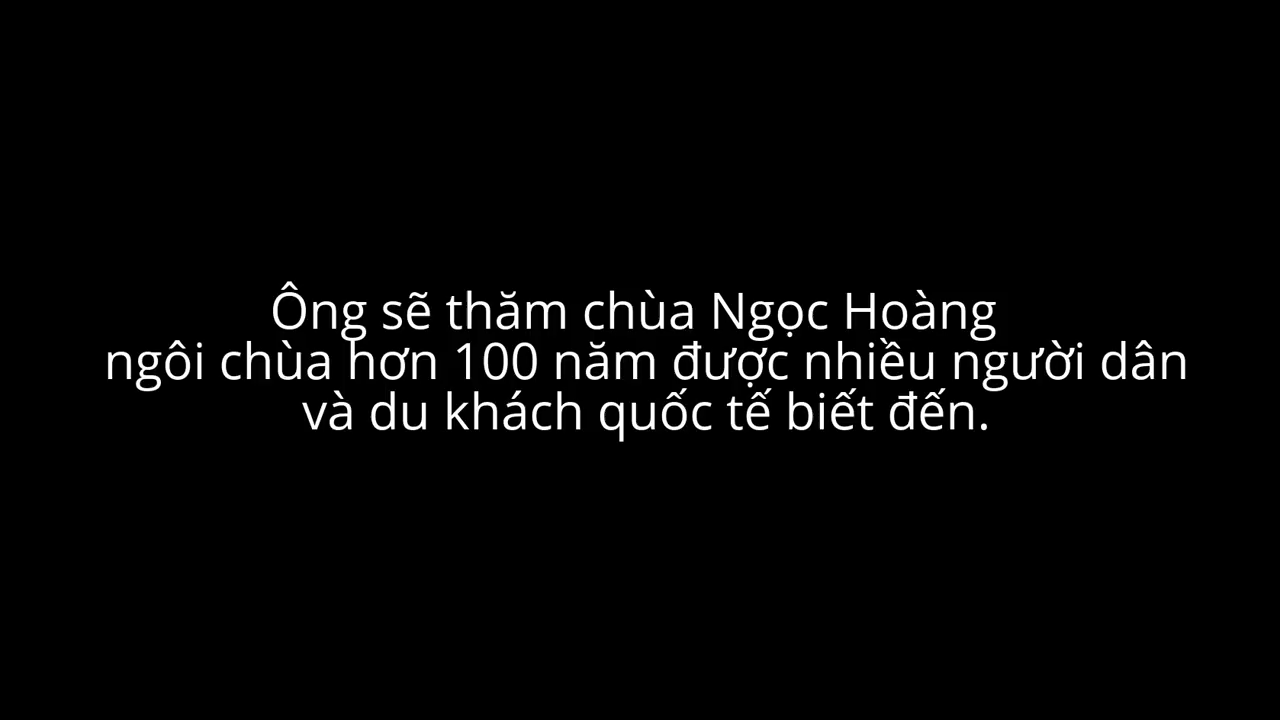 Ông sẽ thăm chùa Ngọc Hoàng
ngôi chùa hơn 100 năm được nhiều người dân
và du khách quốc tế biết đến.